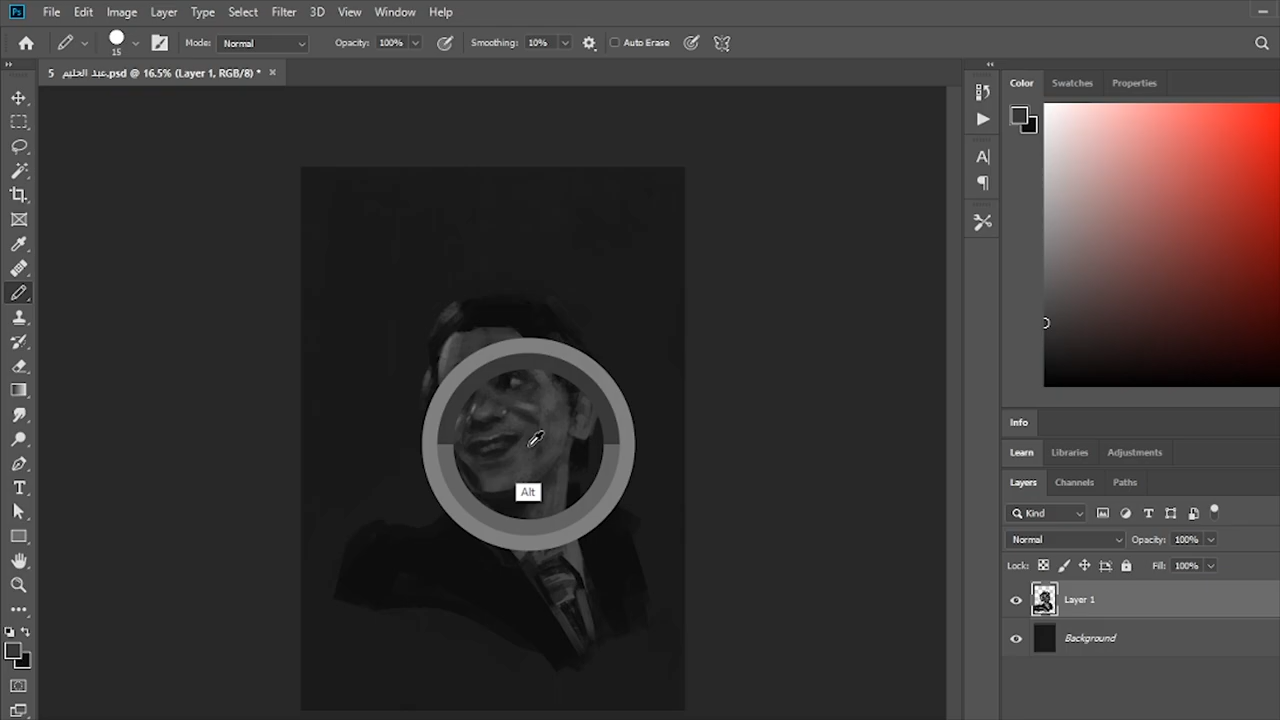 Ps File Edit Image Layer Type Select Filter 3D View Window Help
15 Mode: Normal Opacity: 100% Smoothing: 10% Auto Erase
5 عبد الحليم.psd @ 16.5% (Layer 1, RGB/8) * ×
Color Swatches Properties
A
Info
Learn Libraries Adjustments
Layers Channels Paths
Kind T
Normal Opacity: 100%
Lock: Fill: 100%
Layer 1
Background
T
Alt